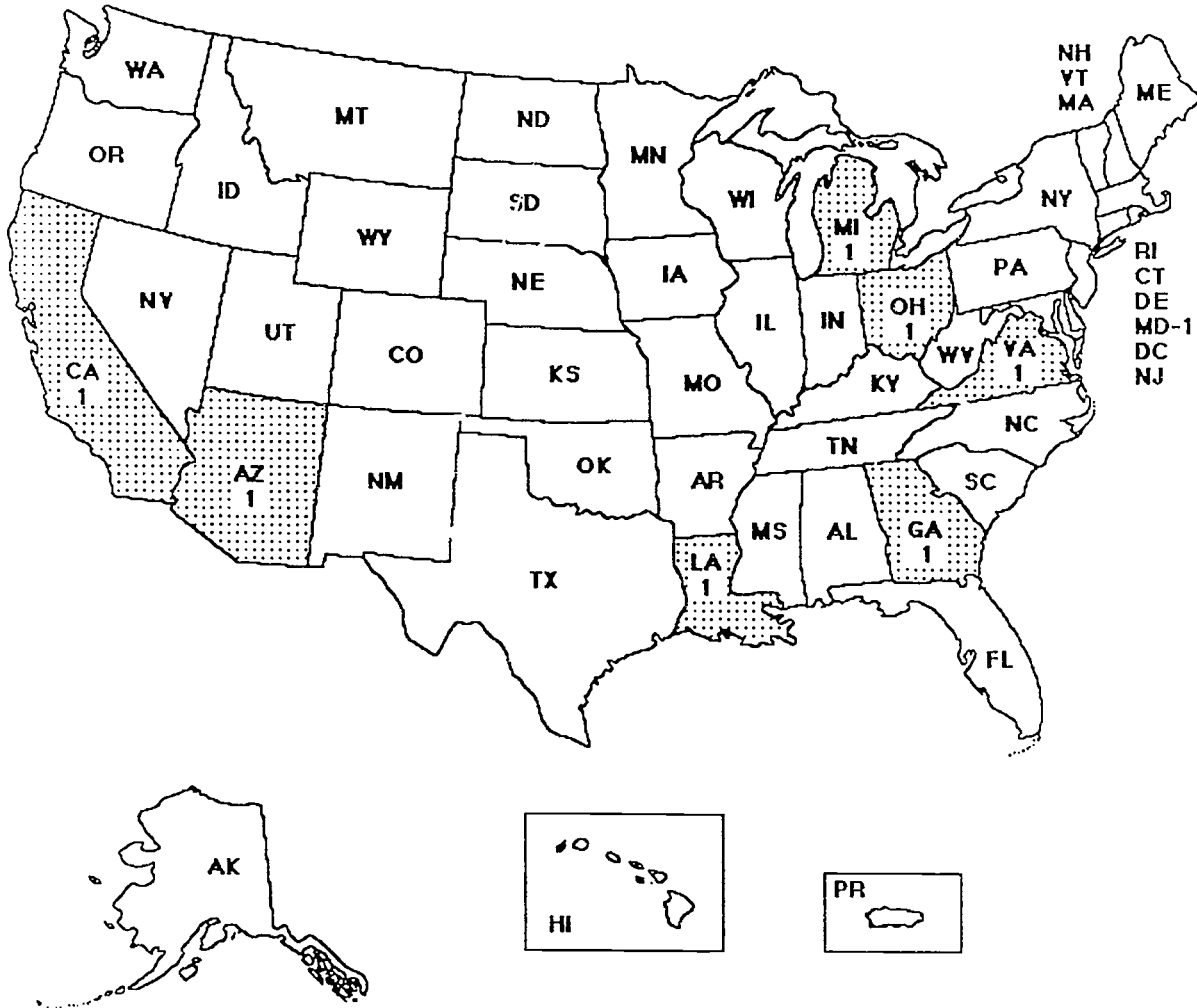 WA
MT
ND
MN
OR
ID
SD
WI
MI
1
NH
VT
MA
ME
NY
WY
NE
IA
PA
RI
CT
DE
MD-1
DC
NJ
NV
UT
CO
IL
IN
OH
1
WV
VA
1
CA
1
KS
MO
KY
NC
TN
AZ
1
NM
OK
AR
SC
MS
AL
GA
1
LA
1
TX
FL
AK
HI
PR